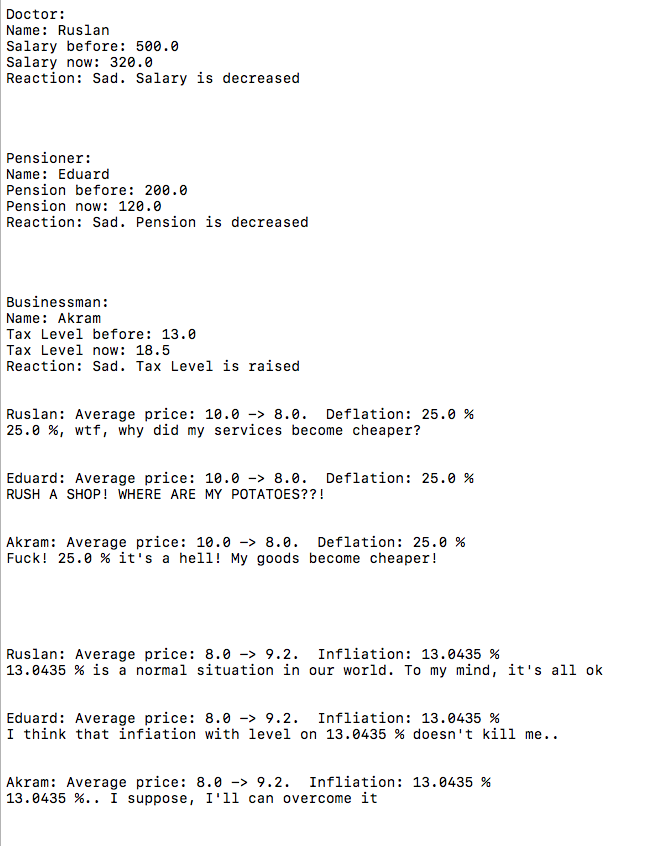 Doctor:
Name: Ruslan
Salary before: 500.0
Salary now: 320.0
Reaction: Sad. Salary is decreased
Pensioner:
Name: Eduard
Pension before: 200.0
Pension now: 120.0
Reaction: Sad. Pension is decreased
Businessman:
Name: Akram
Tax Level before: 13.0
Tax Level now: 18.5
Reaction: Sad. Tax Level is raised
Ruslan: Average price: 10.0 -> 8.0.  Deflation: 25.0 %
25.0 %, wtf, why did my services become cheaper?
Eduard: Average price: 10.0 -> 8.0.  Deflation: 25.0 %
RUSH A SHOP! WHERE ARE MY POTATOES??!
Akram: Average price: 10.0 -> 8.0.  Deflation: 25.0 %
Fuck! 25.0 % it's a hell! My goods become cheaper!
Ruslan: Average price: 8.0 -> 9.2.  Infliation: 13.0435 %
13.0435 % is a normal situation in our world. To my mind, it's all ok
Eduard: Average price: 8.0 -> 9.2.  Infliation: 13.0435 %
I think that infiation with level on 13.0435 % doesn't kill me..
Akram: Average price: 8.0 -> 9.2.  Infliation: 13.0435 %
13.0435 %.. I suppose, I'll can overcome it